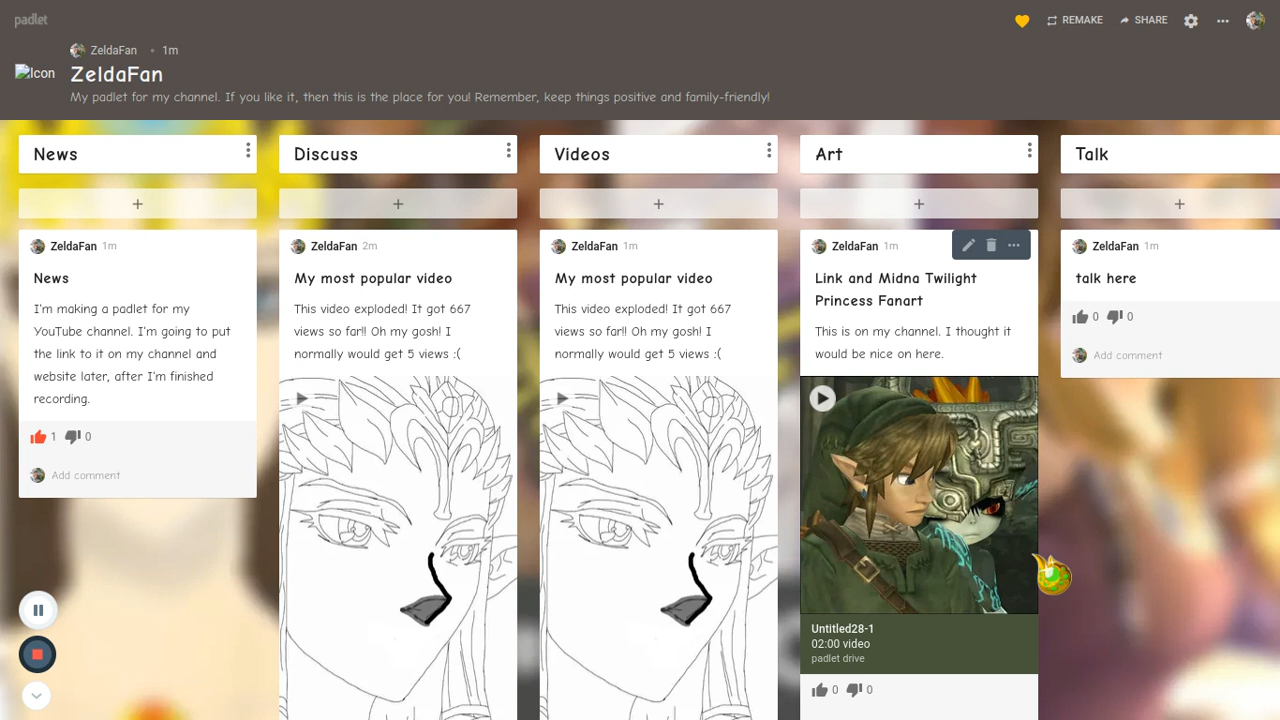 padlet
REMAKE
SHARE
ZeldaFan • 1m
Icon
ZeldaFan
My padlet for my channel. If you like it, then this is the place for you! Remember, keep things positive and family-friendly!
News
ZeldaFan 1m
News
I'm making a padlet for my
YouTube channel. I'm going to put
the link to it on my channel and
website later, after I'm finished
recording.
1 0
Add comment
Discuss
ZeldaFan 2m
My most popular video
This video exploded! It got 667
views so far!! Oh my gosh! I
normally would get 5 views :(
Videos
ZeldaFan 1m
My most popular video
This video exploded! It got 667
views so far!! Oh my gosh! I
normally would get 5 views :(
Art
ZeldaFan 1m
Link and Midna Twilight
Princess Fanart
This is on my channel. I thought it
would be nice on here.
Untitled28-1
02:00 video
padlet drive
0 0
Talk
ZeldaFan 1m
talk here
0 0
Add comment